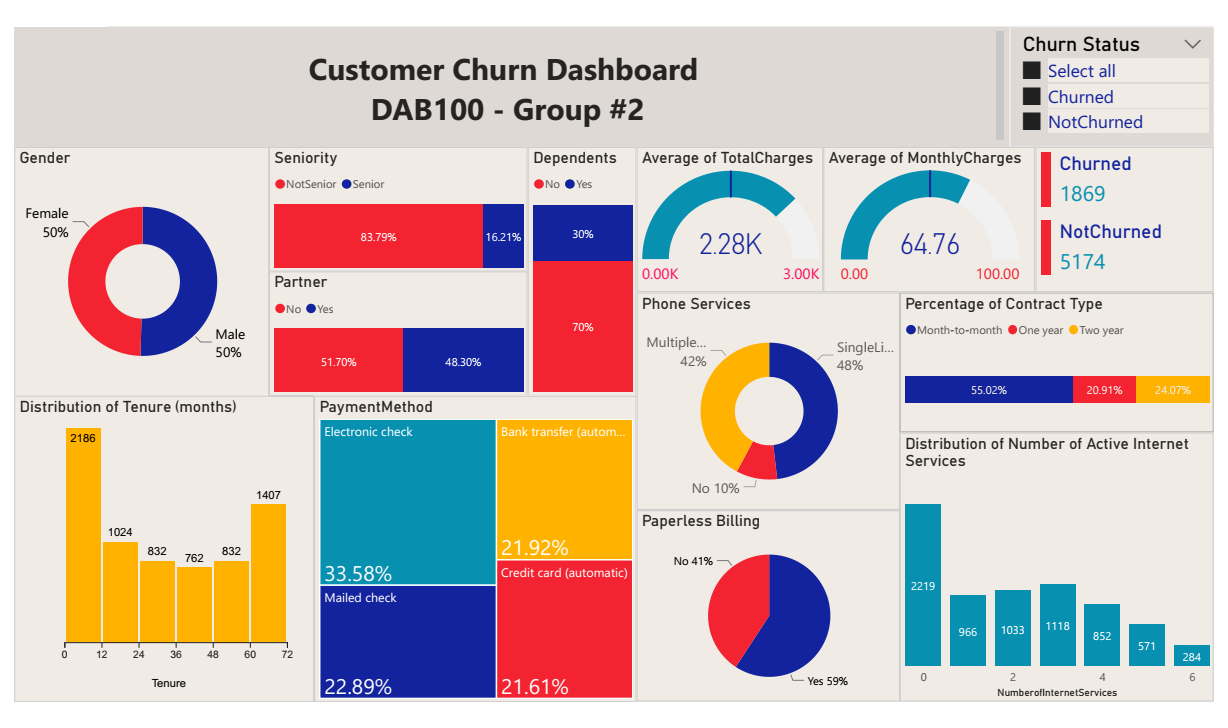 Customer Churn Dashboard
DAB100 - Group #2
Churn Status
Select all
Churned
NotChurned
Gender
Female
50%
Male
50%
Seniority
NotSenior Senior
83.79% 16.21%
Partner
No Yes
51.70% 48.30%
Dependents
No Yes
30%
70%
Average of TotalCharges
2.28K
0.00K 3.00K
Average of MonthlyCharges
64.76
0.00 100.00
Churned
1869
NotChurned
5174
Distribution of Tenure (months)
2186
1024
832
762
832
1407
0 12 24 36 48 60 72
Tenure
PaymentMethod
Electronic check
33.58%
Mailed check
22.89%
Bank transfer (autom...
21.92%
Credit card (automatic)
21.61%
Phone Services
Multiple...
42%
SingleLi...
48%
No 10%
Paperless Billing
No 41%
Yes 59%
Percentage of Contract Type
Month-to-month One year Two year
55.02% 20.91% 24.07%
Distribution of Number of Active Internet
Services
2219
966
1033
1118
852
571
284
0 2 4 6
NumberofInternetServices